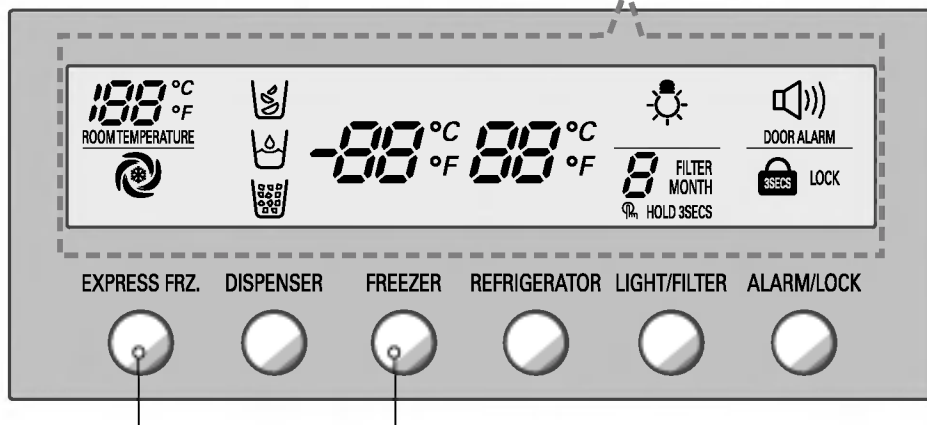 188 °C
°F
ROOM TEMPERATURE
-88 °C
°F
88 °C
°F
8 FILTER
MONTH
HOLD 3SECS
DOOR ALARM
3SECS LOCK
EXPRESS FRZ. DISPENSER FREEZER REFRIGERATOR LIGHT/FILTER ALARM/LOCK